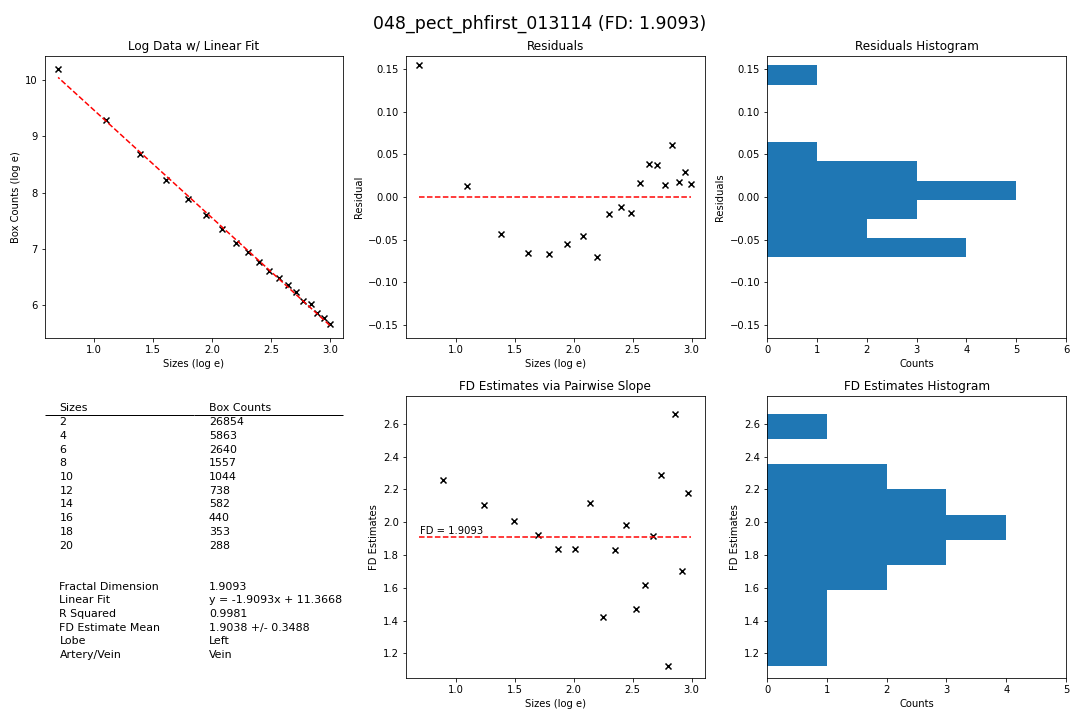 048_pect_phfirst_013114 (FD: 1.9093)
Log Data w/ Linear Fit
Box Counts (log e)
10
9
8
7
6
1.0 1.5 2.0 2.5 3.0
Sizes (log e)
Residuals
Residual
0.15
0.10
0.05
0.00
−0.05
−0.10
−0.15
1.0 1.5 2.0 2.5 3.0
Sizes (log e)
Residuals Histogram
Residuals
0.15
0.10
0.05
0.00
−0.05
−0.10
−0.15
0 1 2 3 4 5 6
Counts
Sizes Box Counts
2 26854
4 5863
6 2640
8 1557
10 1044
12 738
14 582
16 440
18 353
20 288
Fractal Dimension 1.9093
Linear Fit y = -1.9093x + 11.3668
R Squared 0.9981
FD Estimate Mean 1.9038 +/- 0.3488
Lobe Left
Artery/Vein Vein
FD Estimates via Pairwise Slope
FD Estimates
2.6
2.4
2.2
2.0
1.8
1.6
1.4
1.2
FD = 1.9093
1.0 1.5 2.0 2.5 3.0
Sizes (log e)
FD Estimates Histogram
FD Estimates
2.6
2.4
2.2
2.0
1.8
1.6
1.4
1.2
0 1 2 3 4 5
Counts